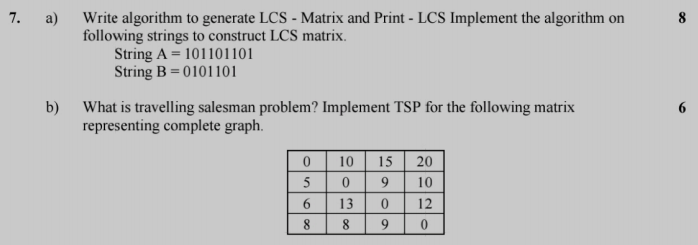 7. a) Write algorithm to generate LCS - Matrix and Print - LCS Implement the algorithm on 8
following strings to construct LCS matrix.
String A = 101101101
String B = 0101101
b) What is travelling salesman problem? Implement TSP for the following matrix 6
representing complete graph.
0 10 15 20
5 0 9 10
6 13 0 12
8 8 9 0